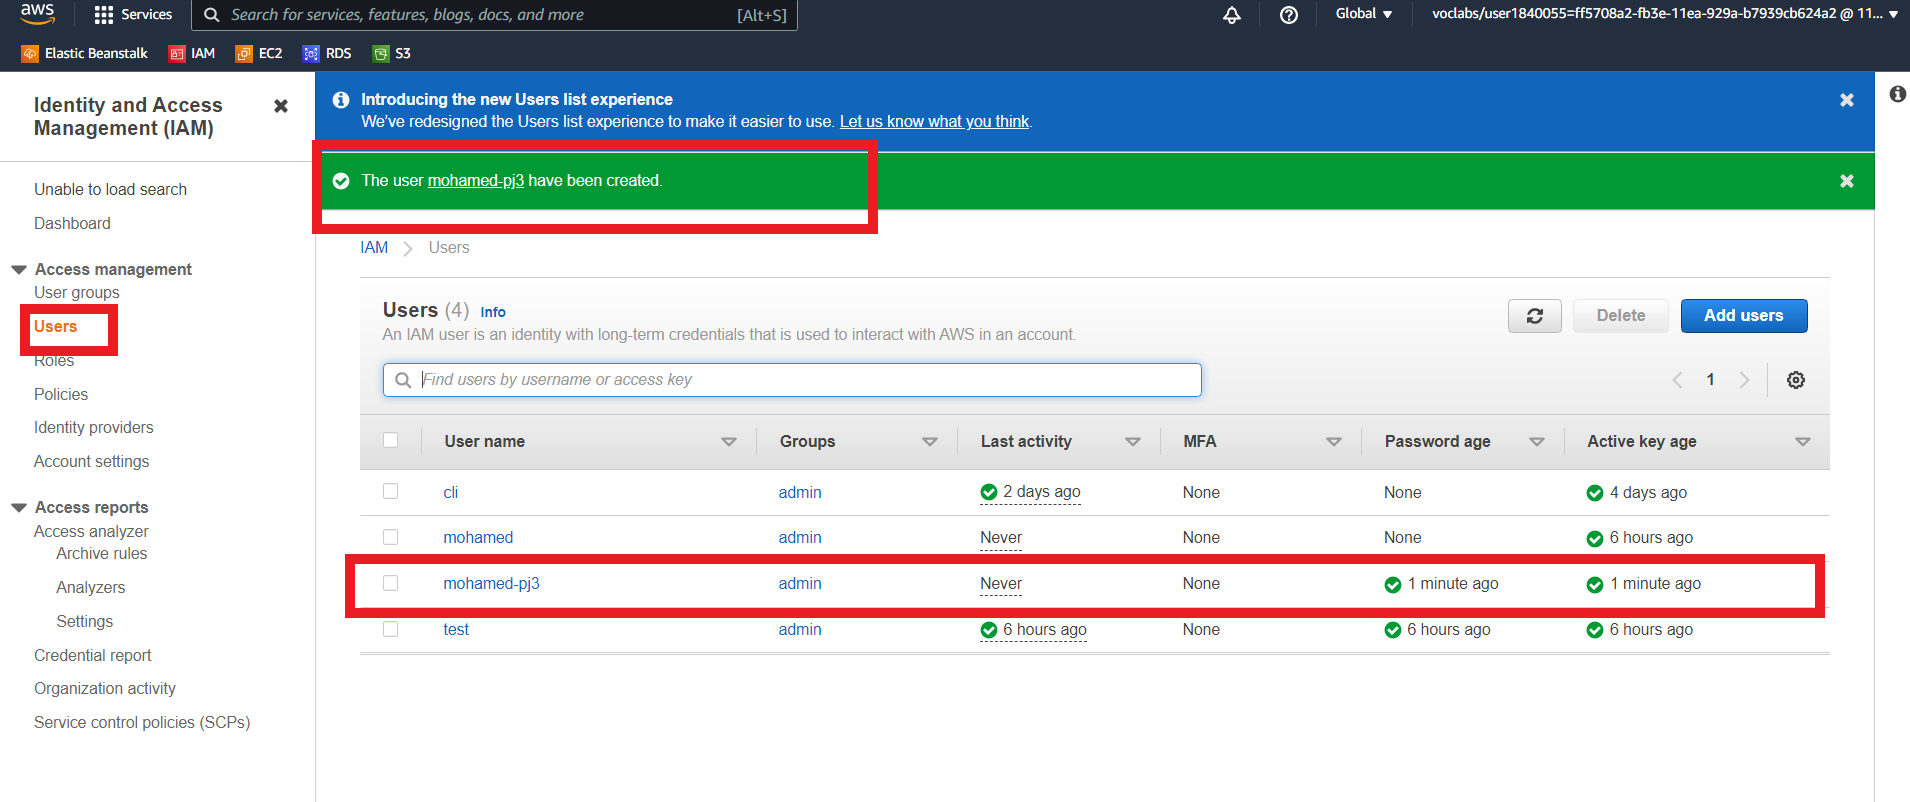 aws
Services
Search for services, features, blogs, docs, and more
[Alt+S]
Global
voclabs/user1840055=ff5708a2-fb3e-11ea-929a-b7939cb624a2 @ 11...
Elastic Beanstalk
IAM
EC2
RDS
S3
Identity and Access
Management (IAM)
Unable to load search
Dashboard
Access management
User groups
Users
Roles
Policies
Identity providers
Account settings
Access reports
Access analyzer
Archive rules
Analyzers
Settings
Credential report
Organization activity
Service control policies (SCPs)
Introducing the new Users list experience
We've redesigned the Users list experience to make it easier to use. Let us know what you think.
The user mohamed-pj3 have been created.
IAM Users
Users (4) Info
An IAM user is an identity with long-term credentials that is used to interact with AWS in an account.
Delete
Add users
Find users by username or access key
1
User name Groups Last activity MFA Password age Active key age
cli admin 2 days ago None None 4 days ago
mohamed admin Never None None 6 hours ago
mohamed-pj3 admin Never None 1 minute ago 1 minute ago
test admin 6 hours ago None 6 hours ago 6 hours ago